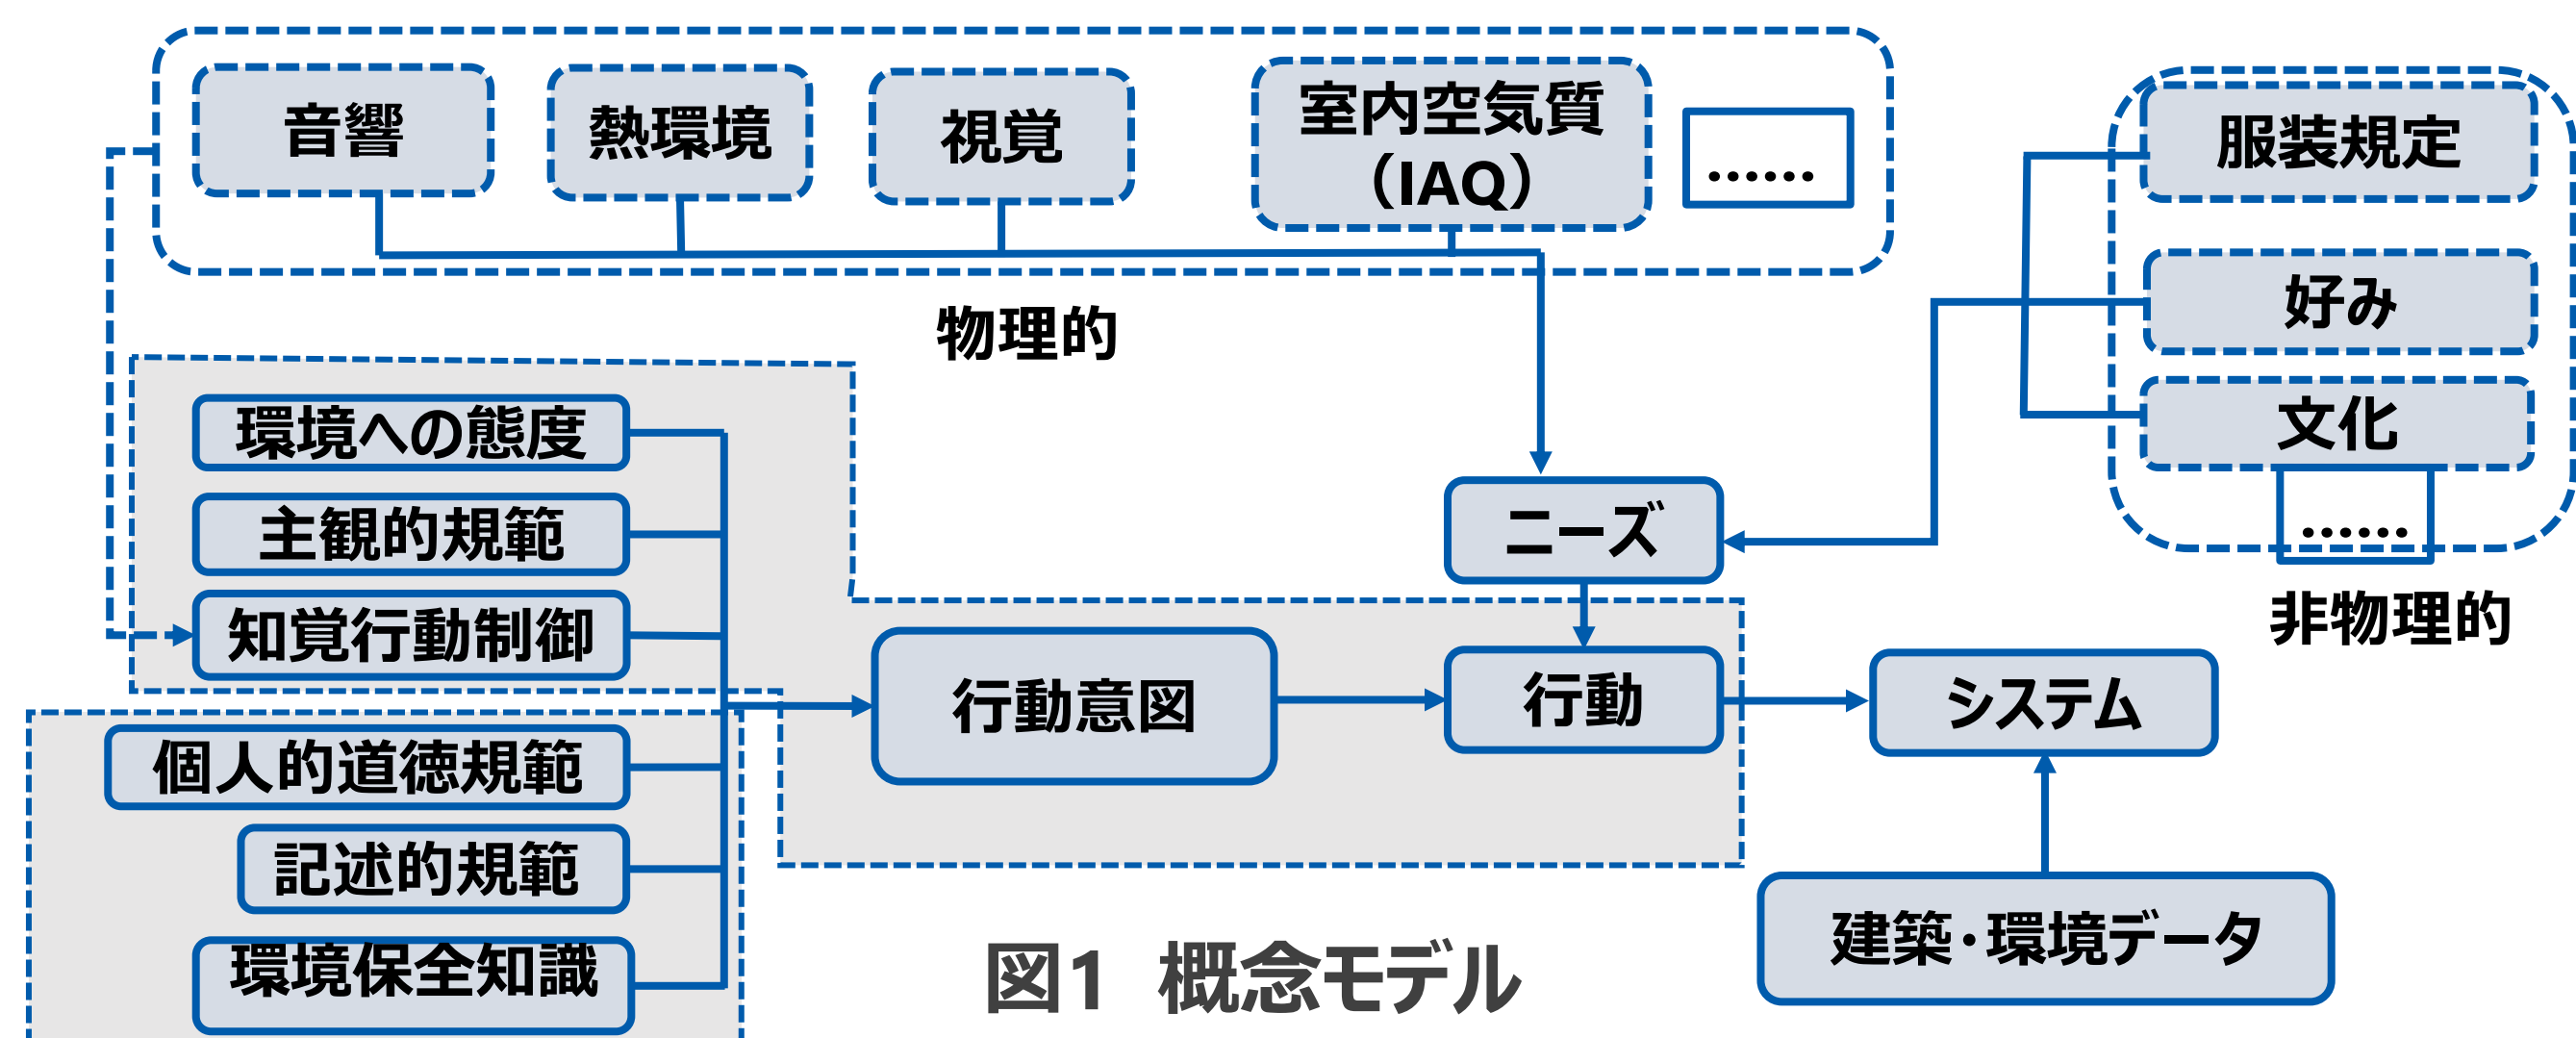 音響
熱環境
視覚
室内空気質
（IAQ）
……
服装規定
好み
文化
……
物理的
非物理的
環境への態度
主観的規範
知覚行動制御
個人的道徳規範
記述的規範
環境保全知識
行動意図
ニーズ
行動
システム
建築・環境データ
図1 概念モデル